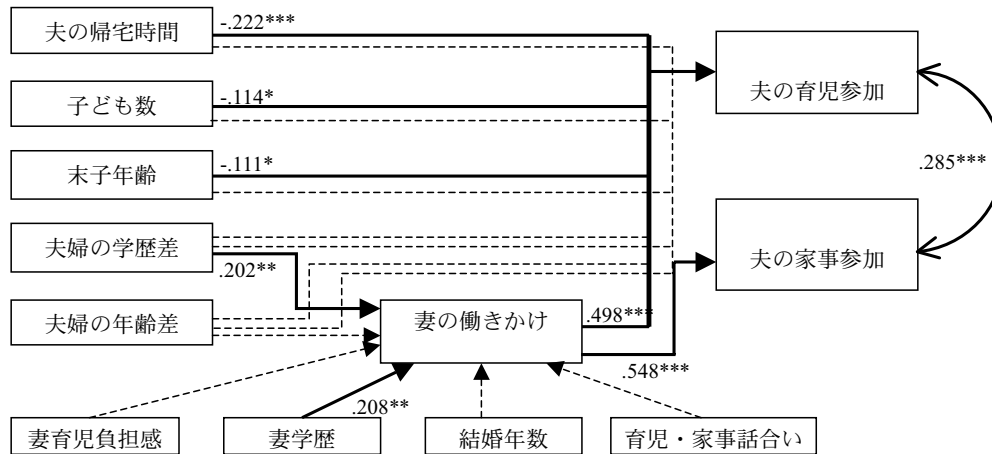 夫の帰宅時間
-.222***
夫の育児参加
子ども数
-.114*
末子年齢
-.111*
.285***
夫婦の学歴差
.202**
夫の家事参加
夫婦の年齢差
妻の働きかけ
.498***
.548***
.208**
妻育児負担感
妻学歴
結婚年数
育児・家事話合い